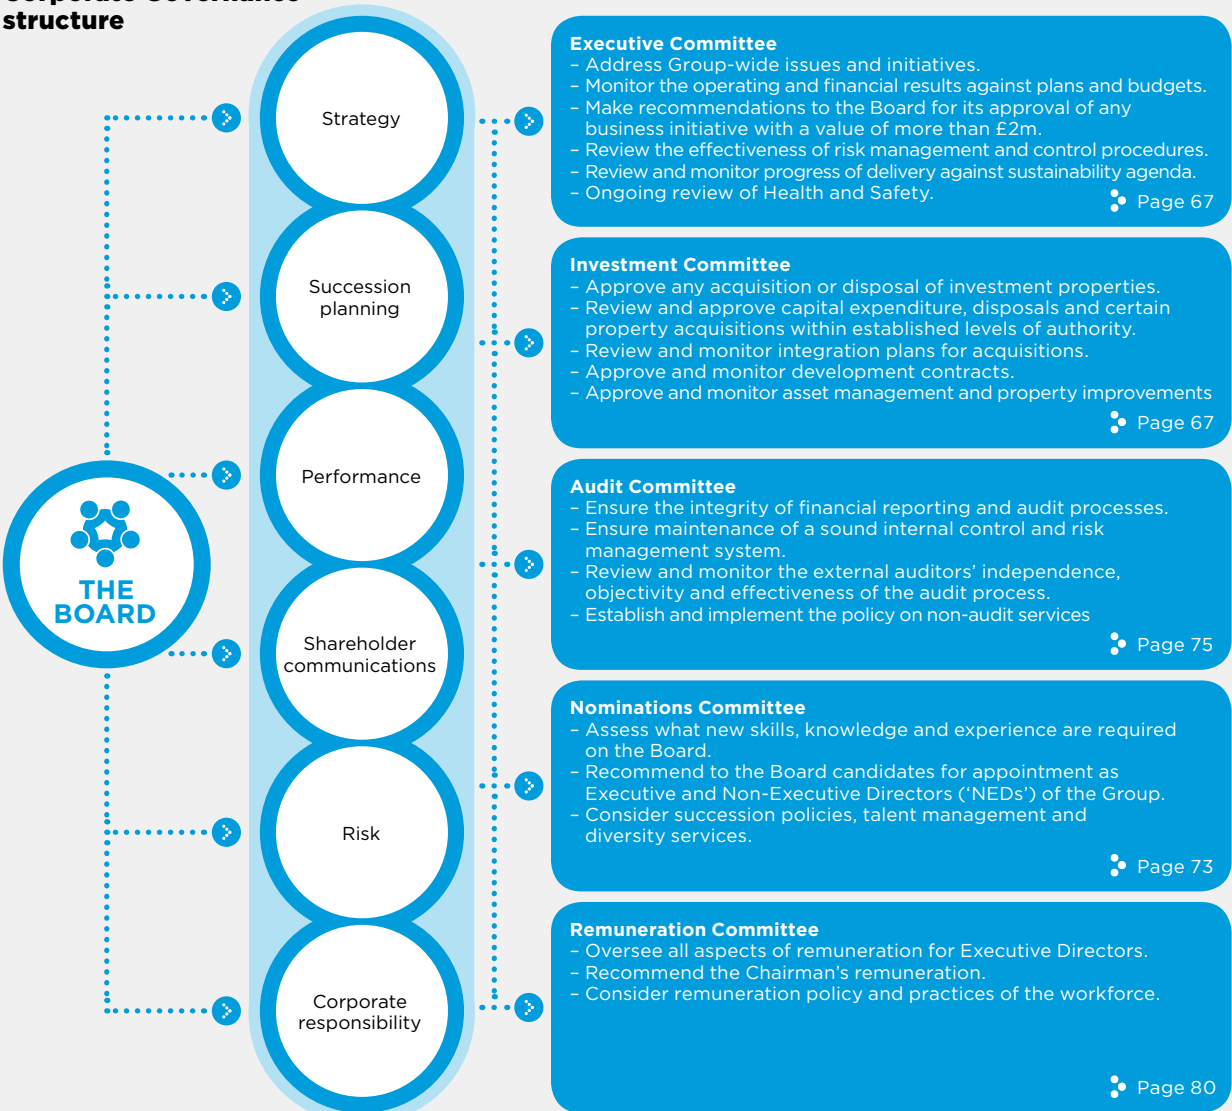 structure
THE
BOARD
Strategy
Succession
planning
Performance
Shareholder
communications
Risk
Corporate
responsibility
Executive Committee
– Address Group-wide issues and initiatives.
– Monitor the operating and financial results against plans and budgets.
– Make recommendations to the Board for its approval of any
business initiative with a value of more than £2m.
– Review the effectiveness of risk management and control procedures.
– Review and monitor progress of delivery against sustainability agenda.
– Ongoing review of Health and Safety.
Page 67
Investment Committee
– Approve any acquisition or disposal of investment properties.
– Review and approve capital expenditure, disposals and certain
property acquisitions within established levels of authority.
– Review and monitor integration plans for acquisitions.
– Approve and monitor development contracts.
– Approve and monitor asset management and property improvements
Page 67
Audit Committee
– Ensure the integrity of financial reporting and audit processes.
– Ensure maintenance of a sound internal control and risk
management system.
– Review and monitor the external auditors’ independence,
objectivity and effectiveness of the audit process.
– Establish and implement the policy on non-audit services
Page 75
Nominations Committee
– Assess what new skills, knowledge and experience are required
on the Board.
– Recommend to the Board candidates for appointment as
Executive and Non-Executive Directors (‘NEDs’) of the Group.
– Consider succession policies, talent management and
diversity services.
Page 73
Remuneration Committee
– Oversee all aspects of remuneration for Executive Directors.
– Recommend the Chairman’s remuneration.
– Consider remuneration policy and practices of the workforce.
Page 80